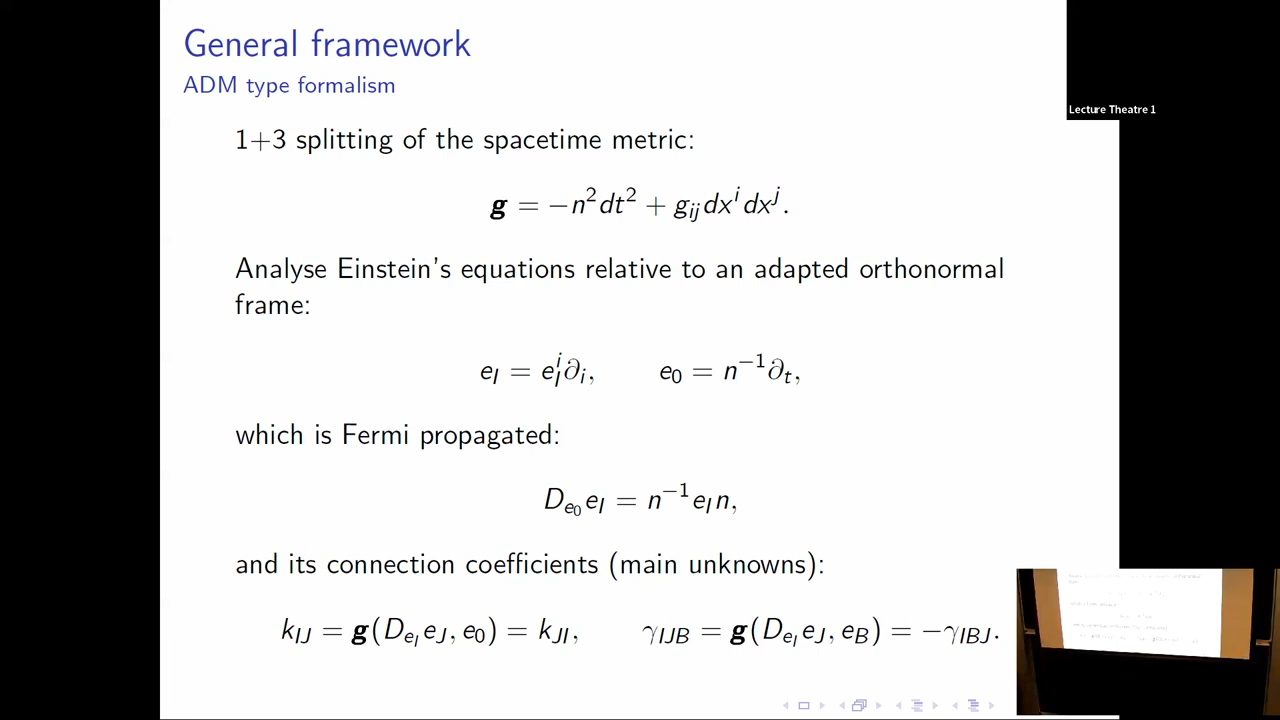 General framework
ADM type formalism
Lecture Theatre 1
1+3 splitting of the spacetime metric:
g = −n²dt² + g_{ij}dx^i dx^j.
Analyse Einstein's equations relative to an adapted orthonormal
frame:
e_I = e_I^i ∂_i,   e_0 = n^{−1}∂_t,
which is Fermi propagated:
D_{e_0}e_I = n^{−1}e_I n,
and its connection coefficients (main unknowns):
k_{IJ} = g(D_{e_I}e_J, e_0) = k_{JI},   γ_{IJB} = g(D_{e_I}e_J, e_B) = −γ_{IBJ}.